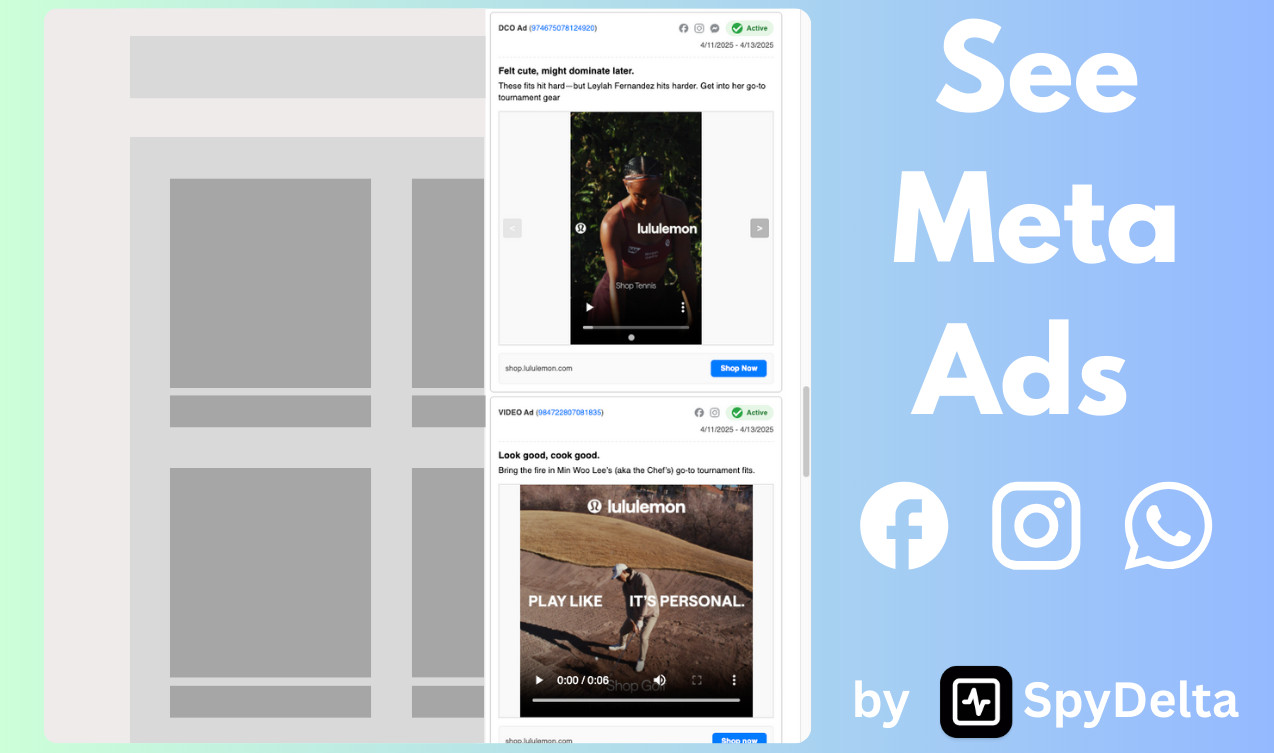 DCO Ad (974675078124920)
Active
4/11/2025 - 4/13/2025
Felt cute, might dominate later.
These fits hit hard—but Leylah Fernandez hits harder. Get into her go-to
tournament gear
<
lululemon
>
Shop Tennis
shop.lululemon.com
Shop Now
VIDEO Ad (984722807081835)
Active
4/11/2025 - 4/13/2025
Look good, cook good.
Bring the fire in Min Woo Lee's (aka the Chef's) go-to tournament fits.
lululemon
PLAY LIKE IT'S PERSONAL.
0:00 / 0:06
Shop Golf
shop.lululemon.com
Shop now
See
Meta
Ads
by SpyDelta